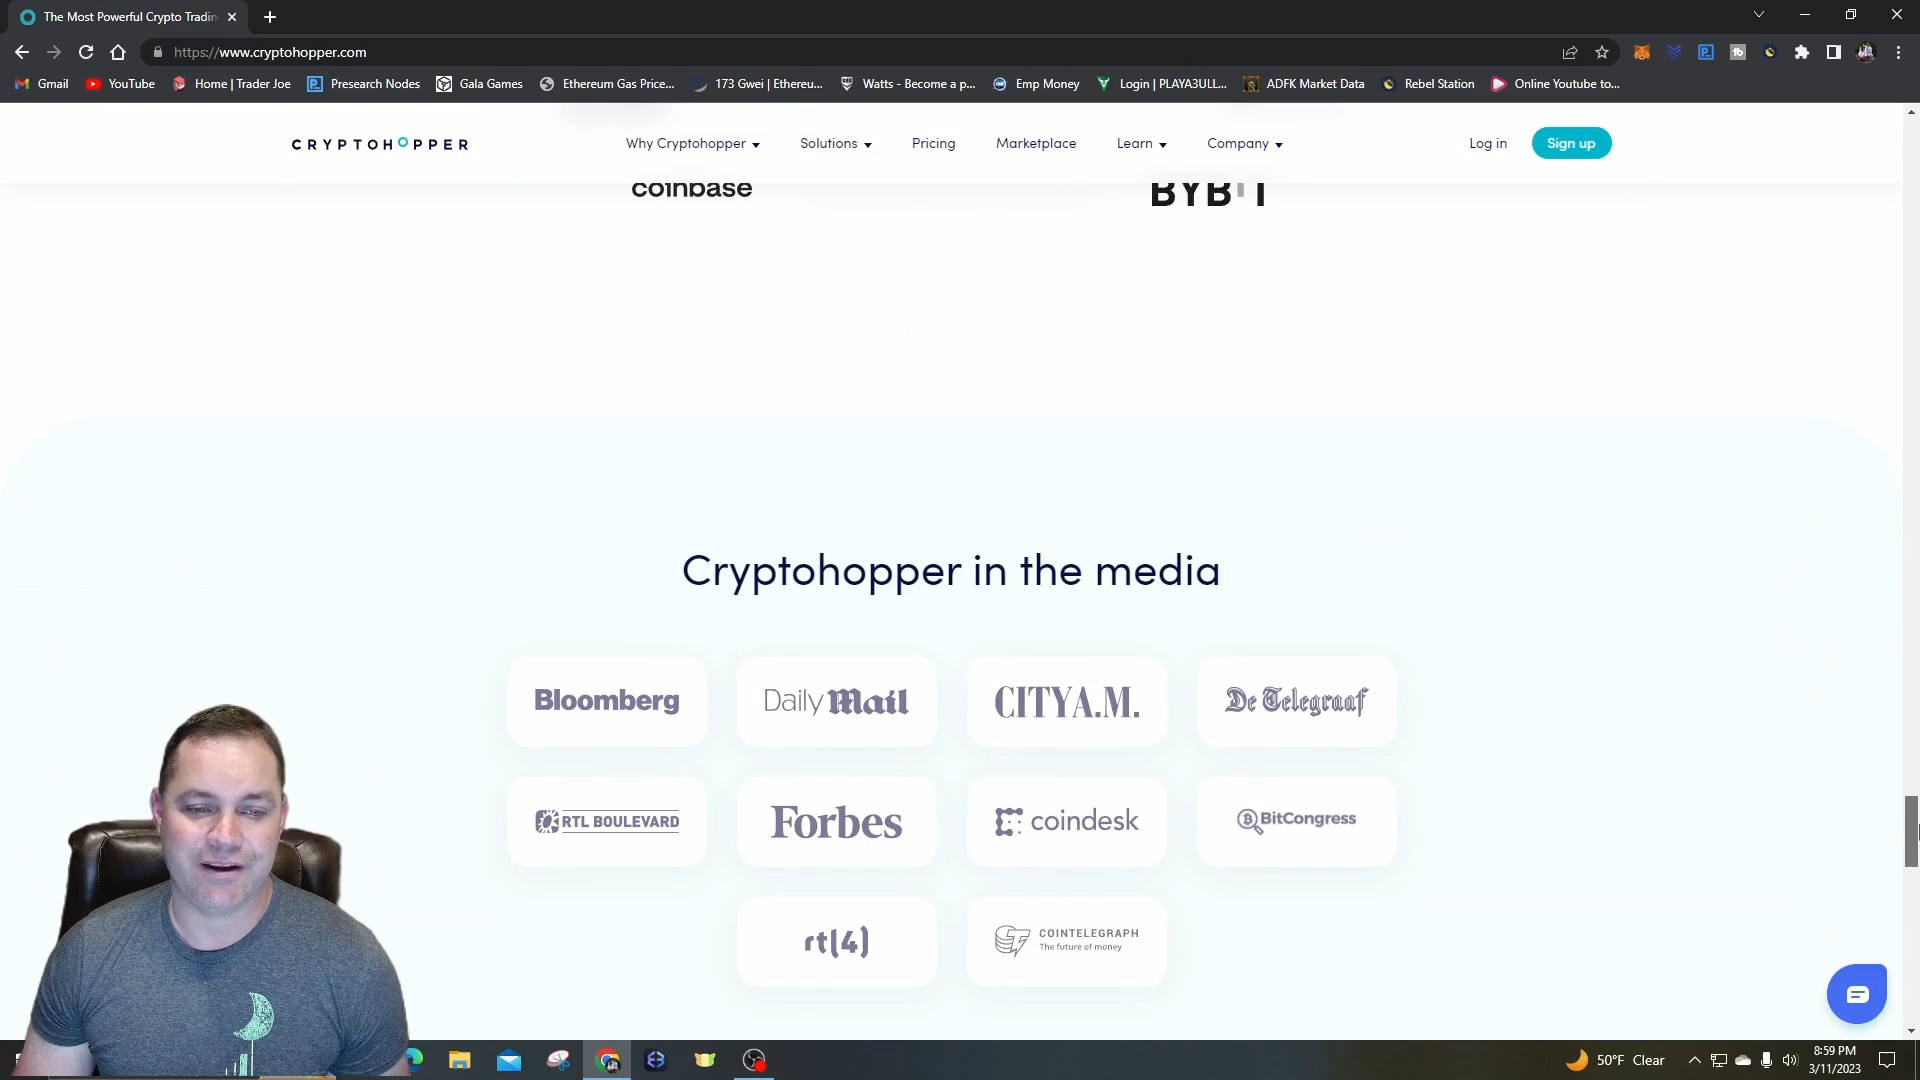 The Most Powerful Crypto Tradin
https://www.cryptohopper.com
Gmail
YouTube
Home | Trader Joe
Presearch Nodes
Gala Games
Ethereum Gas Price...
173 Gwei | Ethereu...
Watts - Become a p...
Emp Money
Login | PLAYA3ULL...
ADFK Market Data
Rebel Station
Online Youtube to...
CRYPTOHOPPER
Why Cryptohopper
Solutions
Pricing
Marketplace
Learn
Company
Log in
Sign up
coinbase
BYBIT
Cryptohopper in the media
Bloomberg
Daily Mail
CITYA.M.
De Telegraaf
RTL BOULEVARD
Forbes
coindesk
BitCongress
rtl(4)
COINTELEGRAPH
The future of money
50°F Clear
8:59 PM
3/11/2023